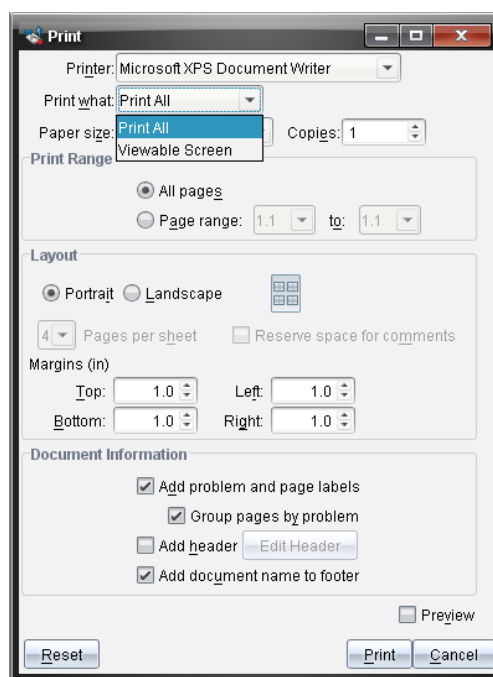 Print
Printer: Microsoft XPS Document Writer
Print what: Print All
Print All
Viewable Screen
Paper size:
Copies: 1
Print Range
All pages
Page range: 1.1 to: 1.1
Layout
Portrait Landscape
4 Pages per sheet Reserve space for comments
Margins (in)
Top: 1.0 Left: 1.0
Bottom: 1.0 Right: 1.0
Document Information
Add problem and page labels
Group pages by problem
Add header Edit Header
Add document name to footer
Preview
Reset Print Cancel